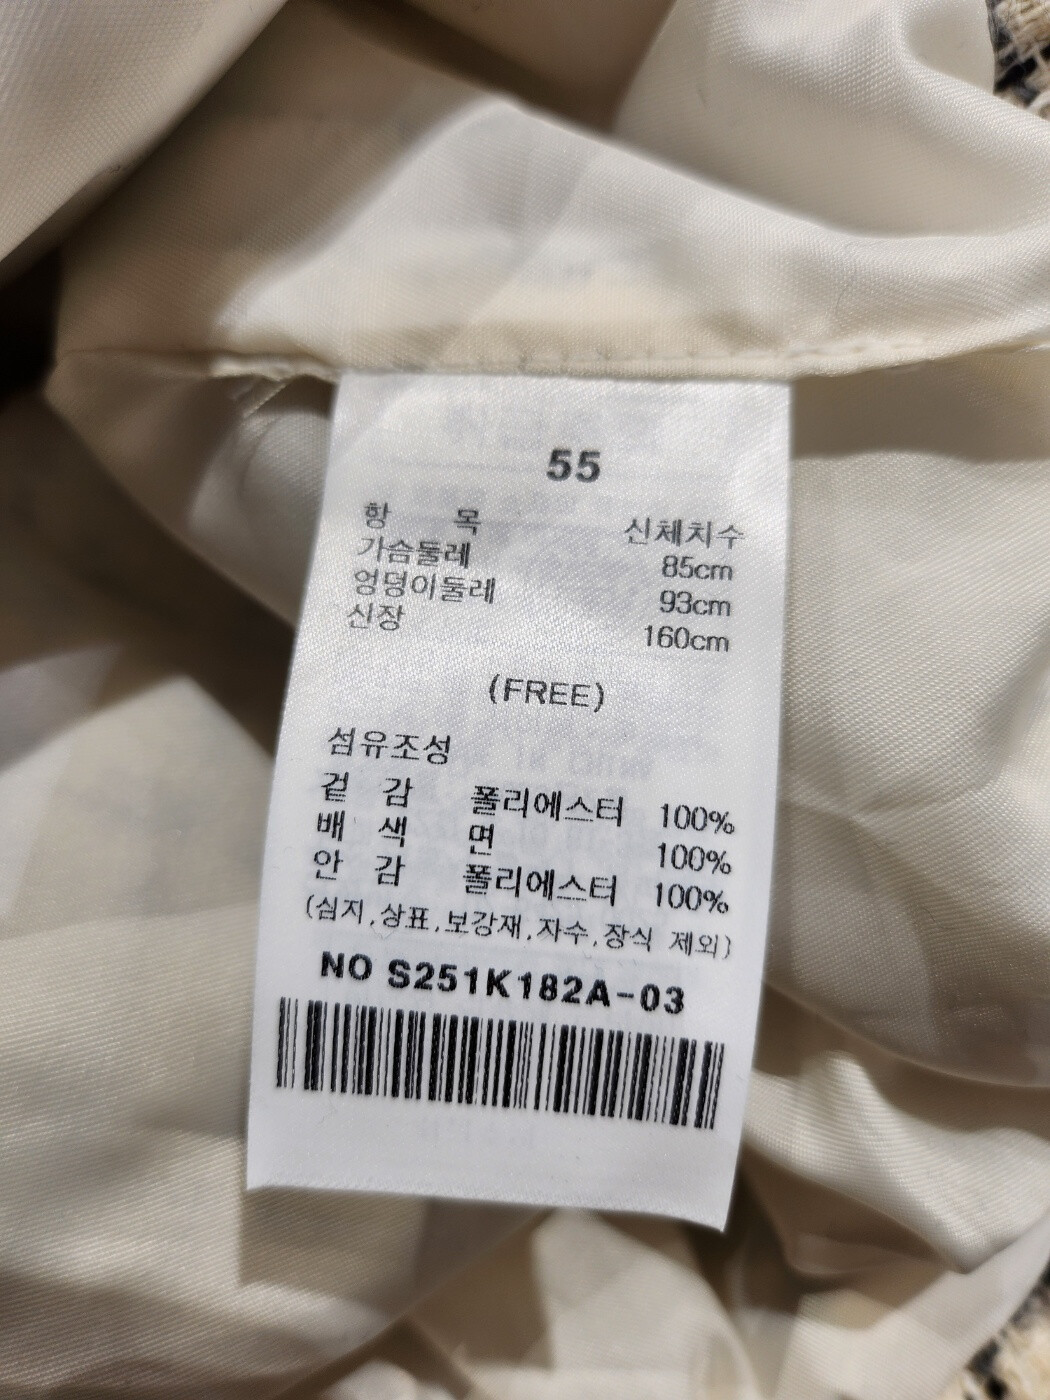 55
항 목 신체치수
가슴둘레 85cm
엉덩이둘레 93cm
신장 160cm
(FREE)
섬유조성
겉 감 폴리에스터 100%
배 색 면 100%
안 감 폴리에스터 100%
(심지,상표,보강재,자수,장식 제외)
NO S251K182A-03